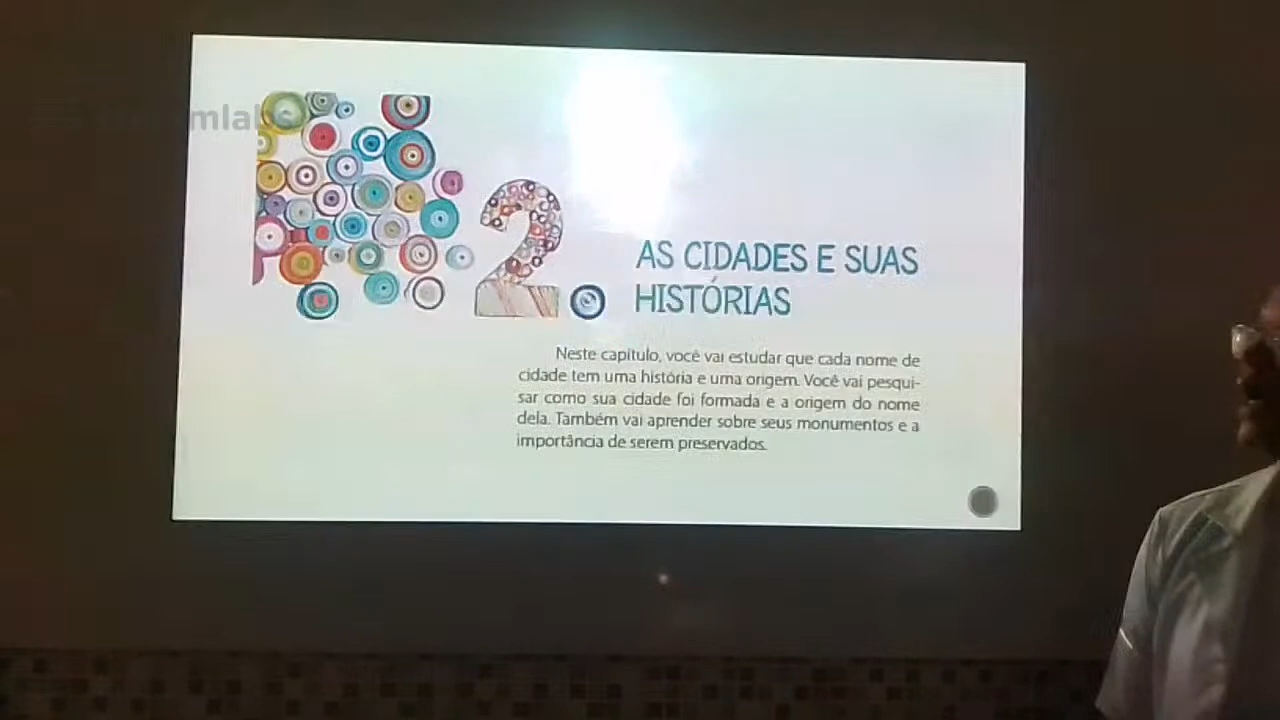 mlabs
2.
AS CIDADES E SUAS
HISTÓRIAS
Neste capítulo, você vai estudar que cada nome de
cidade tem uma história e uma origem. Você vai pesqui-
sar como sua cidade foi formada e a origem do nome
dela. Também vai aprender sobre seus monumentos e a
importância de serem preservados.